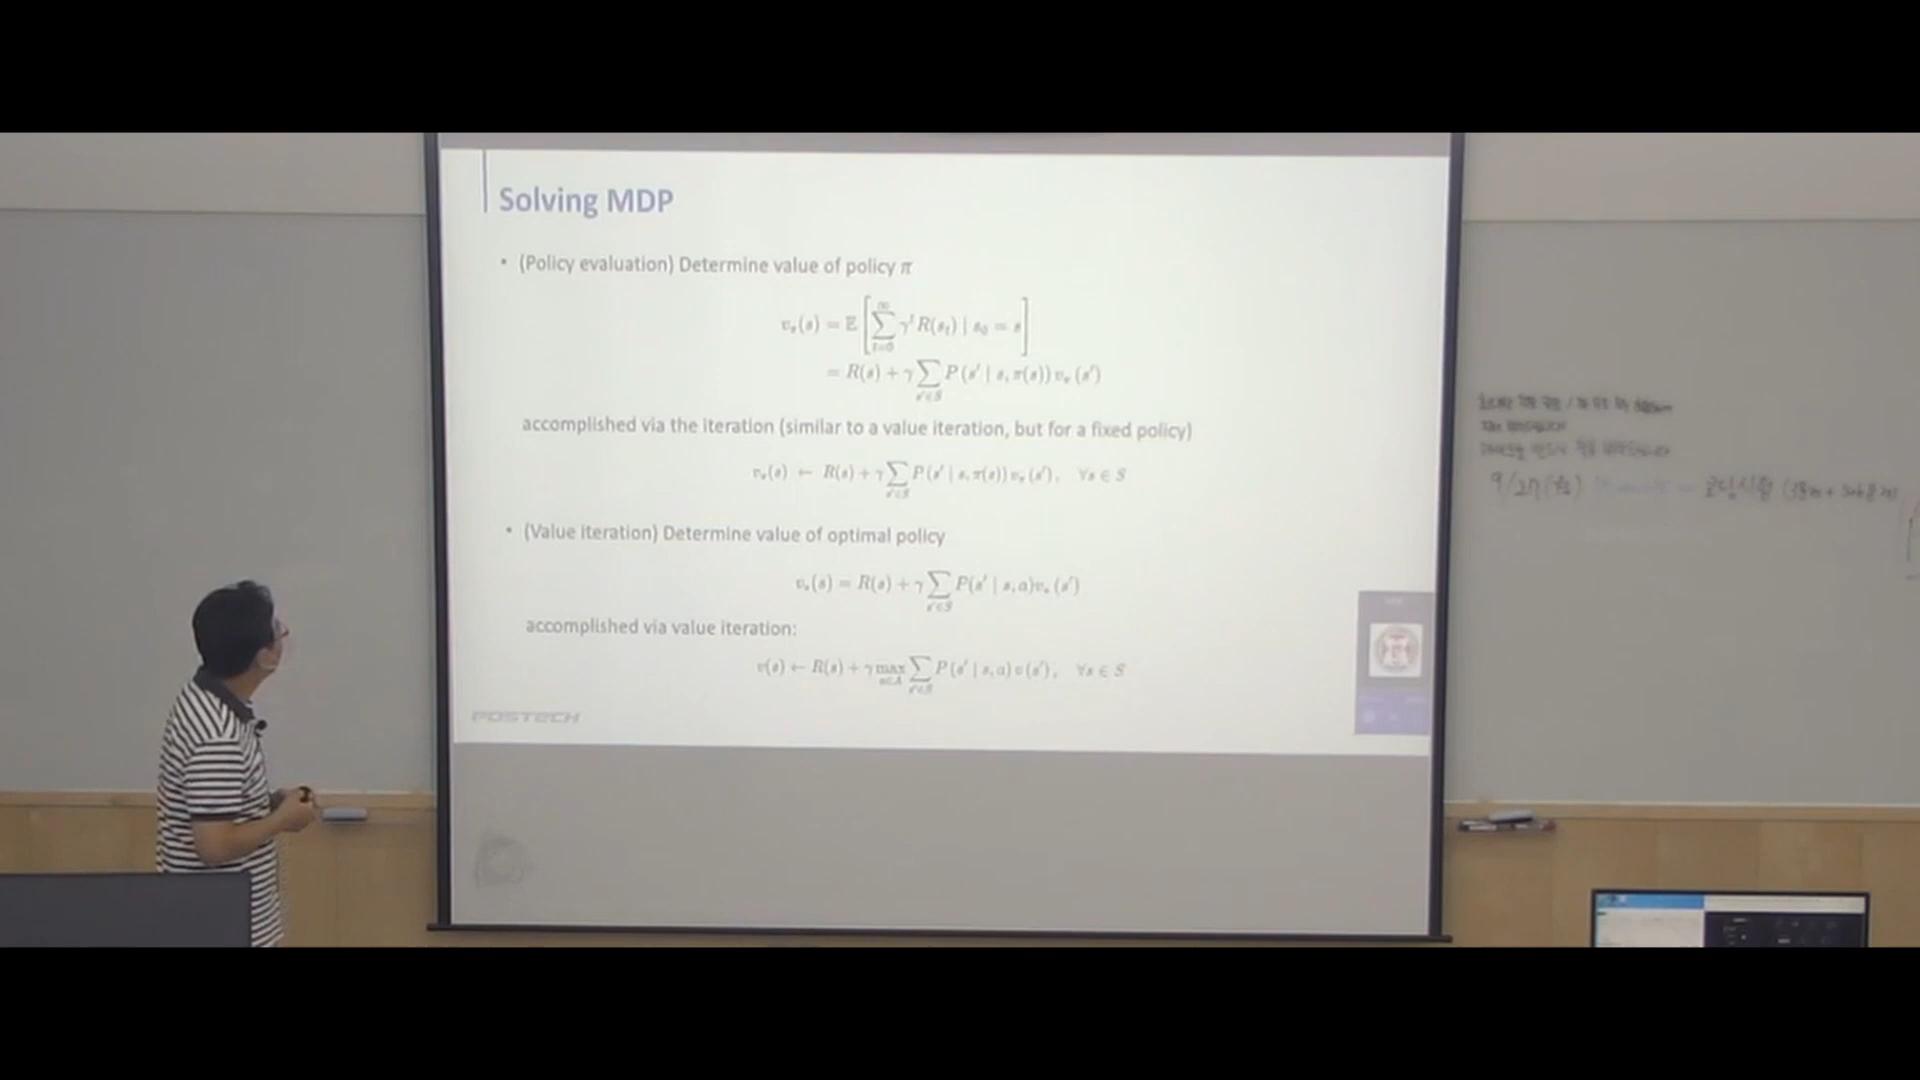 Solving MDP
• (Policy evaluation) Determine value of policy π
v_π(s) = 𝔼[∑_{t=0}^{∞} γ^t R(s_t) | s_0 = s]
= R(s) + γ ∑_{s'∈S} P(s' | s, π(s)) v_π(s')
accomplished via the iteration (similar to a value iteration, but for a fixed policy)
v_π(s) ← R(s) + γ ∑_{s'∈S} P(s' | s, π(s)) v_π(s'), ∀s ∈ S
• (Value iteration) Determine value of optimal policy
v_*(s) = R(s) + γ ∑_{s'∈S} P(s' | s, a) v_*(s')
accomplished via value iteration:
v(s) ← R(s) + γ max_{a∈A} ∑_{s'∈S} P(s' | s, a) v(s'), ∀s ∈ S
POSTECH
9/27